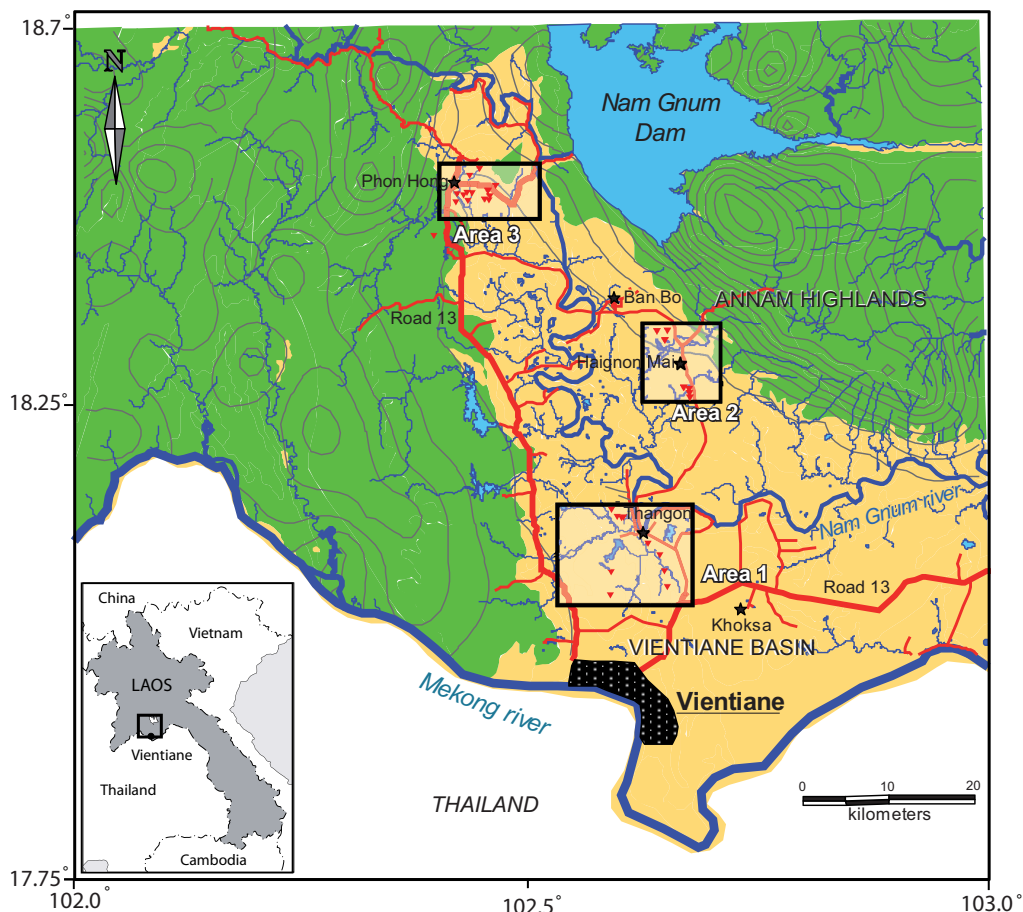 18.7°
N
Nam Gnum
Dam
Phon Hong
Area 3
Ban Bo
ANNAM HIGHLANDS
Road 13
Haignon Mai
18.25
Area 2
Nam Gnum river
Thangon
Area 1
Road 13
Khoksa
VIENTIANE BASIN
Mekong river
Vientiane
THAILAND
0 10 20
kilometers
China
Vietnam
LAOS
Vientiane
Thailand
Cambodia
17.75°
102.0°
102.5°
103.0°